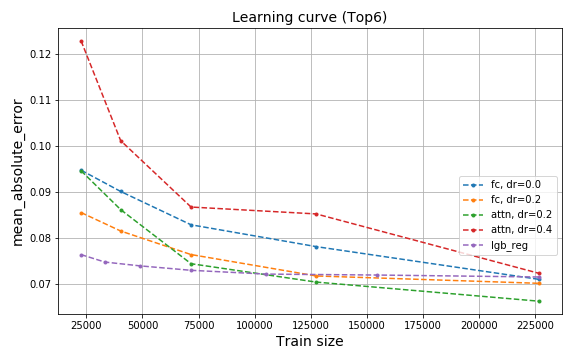 Learning curve (Top6)
mean_absolute_error
0.12
0.11
0.10
0.09
0.08
0.07
fc, dr=0.0
fc, dr=0.2
attn, dr=0.2
attn, dr=0.4
lgb_reg
25000 50000 75000 100000 125000 150000 175000 200000 225000
Train size